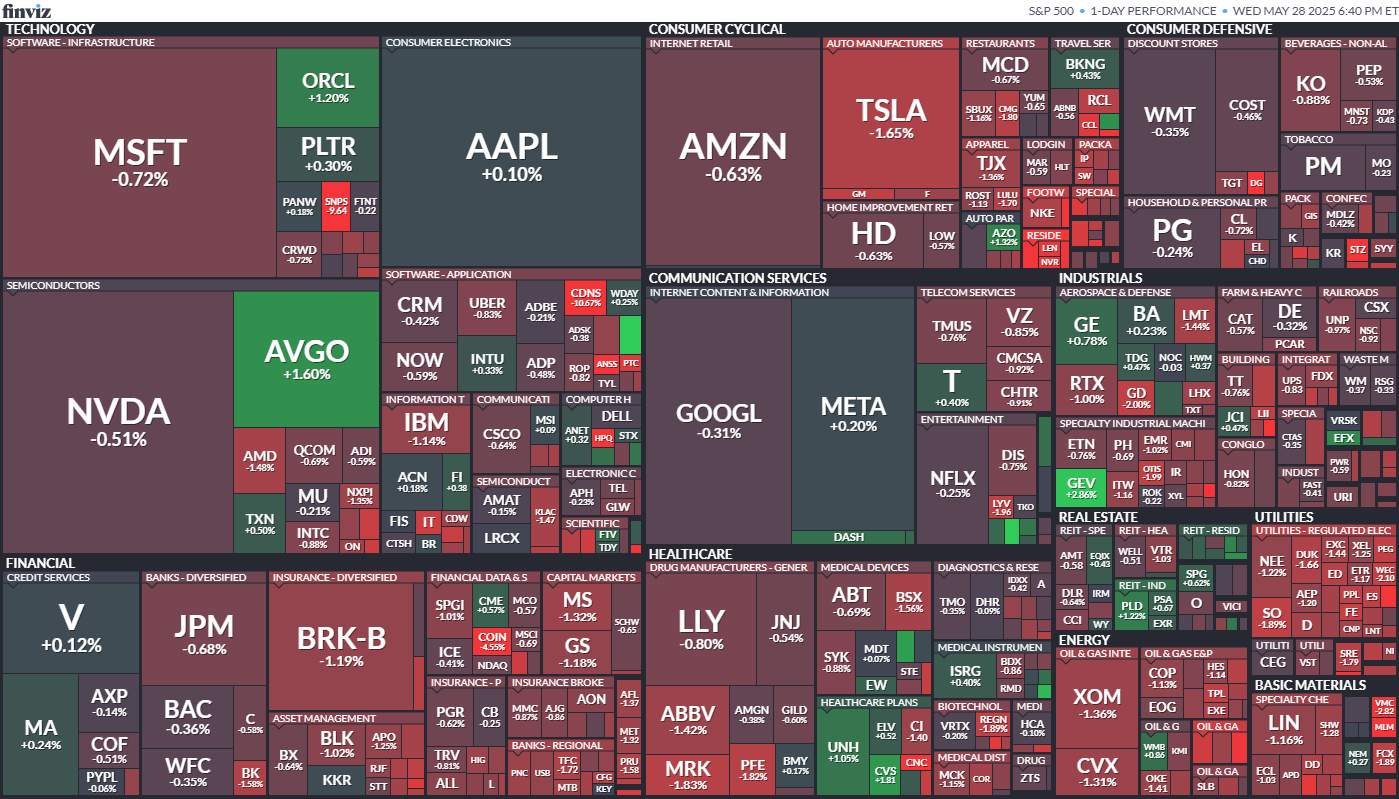 finviz
S&P 500 • 1-DAY PERFORMANCE • WED MAY 28 2025 6:40 PM ET
TECHNOLOGY
SOFTWARE - INFRASTRUCTURE
MSFT
-0.72%
ORCL
+1.20%
PLTR
+0.30%
PANW
+0.18%
SNPS
-9.64
FTNT
-0.22
CRWD
-0.72%
CONSUMER ELECTRONICS
AAPL
+0.10%
SEMICONDUCTORS
NVDA
-0.51%
AVGO
+1.60%
AMD
-1.48%
TXN
+0.50%
QCOM
-0.69%
ADI
-0.59%
MU
-0.21%
NXPI
-1.35%
INTC
-0.88%
ON
SOFTWARE - APPLICATION
CRM
-0.42%
UBER
-0.83%
ADBE
-0.21%
CDNS
-10.67%
WDAY
+0.25%
NOW
-0.59%
INTU
+0.33%
ADP
-0.48%
ADSK
-0.38
ROP
-0.82
ANSS
PTC
TYL
INFORMATION T
IBM
-1.14%
ACN
+0.18%
FI
+0.38
FIS
IT
CDW
CTSH
BR
COMMUNICATI
CSCO
-0.64%
MSI
+0.09
COMPUTER H
ANET
+0.32
DELL
HPQ
STX
SEMICONDUCT
AMAT
-0.15%
LRCX
KLAC
-1.47
ELECTRONIC C
APH
-0.23%
TEL
GLW
SCIENTIFIC
FTV
TDY
CONSUMER CYCLICAL
INTERNET RETAIL
AMZN
-0.63%
AUTO MANUFACTURERS
TSLA
-1.65%
GM
F
HOME IMPROVEMENT RET
HD
-0.63%
LOW
-0.57%
RESTAURANTS
MCD
-0.67%
SBUX
-1.16%
CMG
-1.80
YUM
-0.65
TRAVEL SER
BKNG
+0.43%
ABNB
-0.56
RCL
CCL
APPAREL
TJX
-1.36%
ROST
-1.13
LULU
-1.70
LODGIN
MAR
-0.59
HLT
PACKA
IP
SW
AUTO PAR
AZO
+1.32%
FOOTW
NKE
SPECIAL
RESIDE
LEN
NVR
CONSUMER DEFENSIVE
DISCOUNT STORES
WMT
-0.35%
COST
-0.46%
TGT
DG
BEVERAGES - NON-AL
KO
-0.88%
PEP
-0.53%
MNST
-0.73
KDP
-0.43
TOBACCO
PM
MO
-0.23
HOUSEHOLD & PERSONAL PR
PG
-0.24%
CL
-0.72%
EL
CHD
PACK
GIS
K
CONFEC
MDLZ
-0.42%
KR
STZ
SYY
COMMUNICATION SERVICES
INTERNET CONTENT & INFORMATION
GOOGL
-0.31%
META
+0.20%
DASH
TELECOM SERVICES
TMUS
-0.76%
VZ
-0.85%
T
+0.40%
CMCSA
-0.92%
CHTR
-0.91%
ENTERTAINMENT
NFLX
-0.25%
DIS
-0.75%
LYV
-1.96
TKO
INDUSTRIALS
AEROSPACE & DEFENSE
GE
+0.78%
BA
+0.23%
LMT
-1.44%
RTX
-1.00%
TDG
+0.47%
NOC
-0.03
HWM
+0.37
GD
-2.00%
LHX
TXT
FARM & HEAVY C
CAT
-0.57%
DE
-0.32%
PCAR
RAILROADS
UNP
-0.97%
CSX
NSC
-0.92
BUILDING
TT
-0.76%
JCI
+0.47%
LII
INTEGRAT
UPS
-0.83
FDX
WASTE M
WM
-0.37
RSG
-0.93
SPECIALTY INDUSTRIAL MACHI
ETN
-0.76%
PH
-0.69
EMR
-1.02%
CMI
GEV
+2.86%
ITW
-1.16
OTIS
-1.99
IR
ROK
-0.22
XYL
SPECIA
CTAS
-0.35
VRSK
EFX
CONGLO
HON
-0.82%
INDUST
FAST
-0.41
PWR
-0.59
URI
REAL ESTATE
REIT - SPE
AMT
-0.58
EQIX
+0.43
DLR
-0.64%
IRM
CCI
WY
REIT - HEA
WELL
-0.51
VTR
-1.03
REIT - RESID
REIT - IND
PLD
+1.22%
PSA
+0.67
EXR
SPG
+0.62%
O
VICI
UTILITIES
UTILITIES - REGULATED ELEC
NEE
-1.22%
DUK
-1.66
EXC
-1.44
XEL
-1.25
PEG
ED
ETR
-1.17
WEC
-2.10
SO
-1.89%
AEP
-1.20
PPL
ES
D
FE
CNP
LNT
UTILITI
CEG
UTILI
VST
SRE
-1.79
NI
FINANCIAL
CREDIT SERVICES
V
+0.12%
MA
+0.24%
AXP
-0.14%
COF
-0.51%
PYPL
-0.06%
BANKS - DIVERSIFIED
JPM
-0.68%
BAC
-0.36%
C
-0.58%
WFC
-0.35%
BK
-1.58%
INSURANCE - DIVERSIFIED
BRK-B
-1.19%
ASSET MANAGEMENT
BX
-0.64%
BLK
-1.02%
KKR
APO
-1.25%
RJF
STT
FINANCIAL DATA & S
SPGI
-1.01%
CME
+0.57%
MCO
-0.57
ICE
-0.41%
COIN
-4.55%
MSCI
-0.69
NDAQ
CAPITAL MARKETS
MS
-1.32%
GS
-1.18%
SCHW
-0.65
INSURANCE - P
PGR
-0.62%
CB
-0.25
TRV
-0.81%
HIG
ALL
L
INSURANCE BROKE
MMC
-0.87%
AJG
-0.86
AON
AFL
-1.37
MET
-1.32
PRU
-1.58
BANKS - REGIONAL
PNC
USB
TFC
-1.72
MTB
CFG
KEY
HEALTHCARE
DRUG MANUFACTURERS - GENER
LLY
-0.80%
JNJ
-0.54%
ABBV
-1.42%
AMGN
-0.38%
GILD
-0.60%
MRK
-1.83%
PFE
-1.82%
BMY
+0.17%
MEDICAL DEVICES
ABT
-0.69%
BSX
-1.56%
SYK
-0.88%
MDT
+0.07%
EW
STE
DIAGNOSTICS & RESE
TMO
-0.35%
DHR
-0.09%
IDXX
-0.42
A
MEDICAL INSTRUMEN
ISRG
+0.40%
BDX
-0.86
RMD
HEALTHCARE PLANS
UNH
+1.05%
ELV
+0.52
CI
-1.40
CVS
+1.81
CNC
BIOTECHNOL
VRTX
-0.20%
REGN
-1.89%
MEDI
HCA
-0.10%
MEDICAL DIST
MCK
-1.15%
COR
DRUG
ZTS
ENERGY
OIL & GAS INTE
XOM
-1.36%
CVX
-1.31%
OIL & GAS E&P
COP
-1.13%
HES
-1.14
EOG
TPL
EXE
OIL & G
WMB
+0.86
KMI
OKE
-1.41
OIL & GA
OIL & GA
SLB
BASIC MATERIALS
SPECIALTY CHE
LIN
-1.16%
SHW
-1.28
ECL
-1.03
APD
DD
VMC
-2.82
MLM
NEM
+0.27
FCX
-1.89